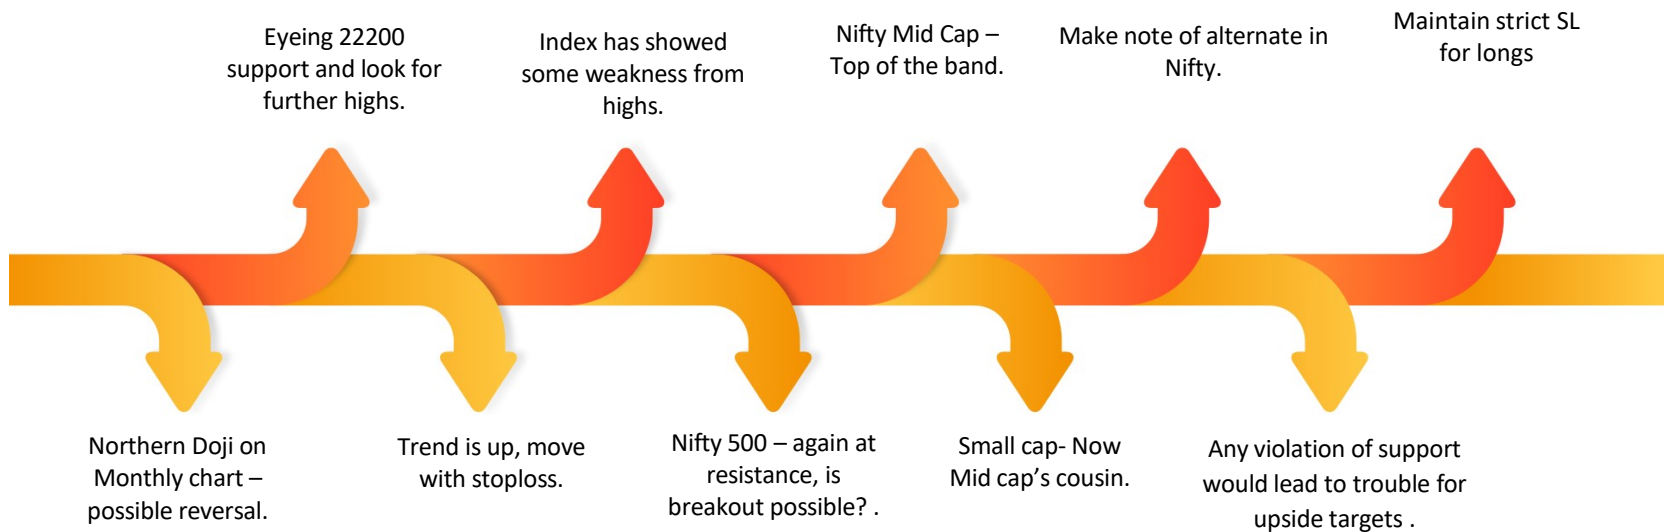 Eyeing 22200
support and look for
further highs.
Index has showed
some weakness from
highs.
Nifty Mid Cap –
Top of the band.
Make note of alternate in
Nifty.
Maintain strict SL
for longs
Northern Doji on
Monthly chart –
possible reversal.
Trend is up, move
with stoploss.
Nifty 500 – again at
resistance, is
breakout possible? .
Small cap- Now
Mid cap’s cousin.
Any violation of support
would lead to trouble for
upside targets .